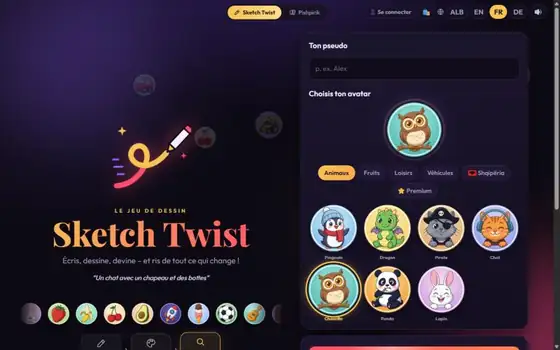 Sketch Twist
Pishpirik
Se connecter
ALB
EN
FR
DE
Ton pseudo
p. ex. Alex
Choisis ton avatar
Animaux
Fruits
Loisirs
Véhicules
Shqipëria
Premium
Pingouin
Dragon
Pirate
Chat
Panda
Lapin
LE JEU DE DESSIN
Sketch Twist
Écris, dessine, devine – et ris de tout ce qui change !
"Un chat avec un chapeau et des bottes"